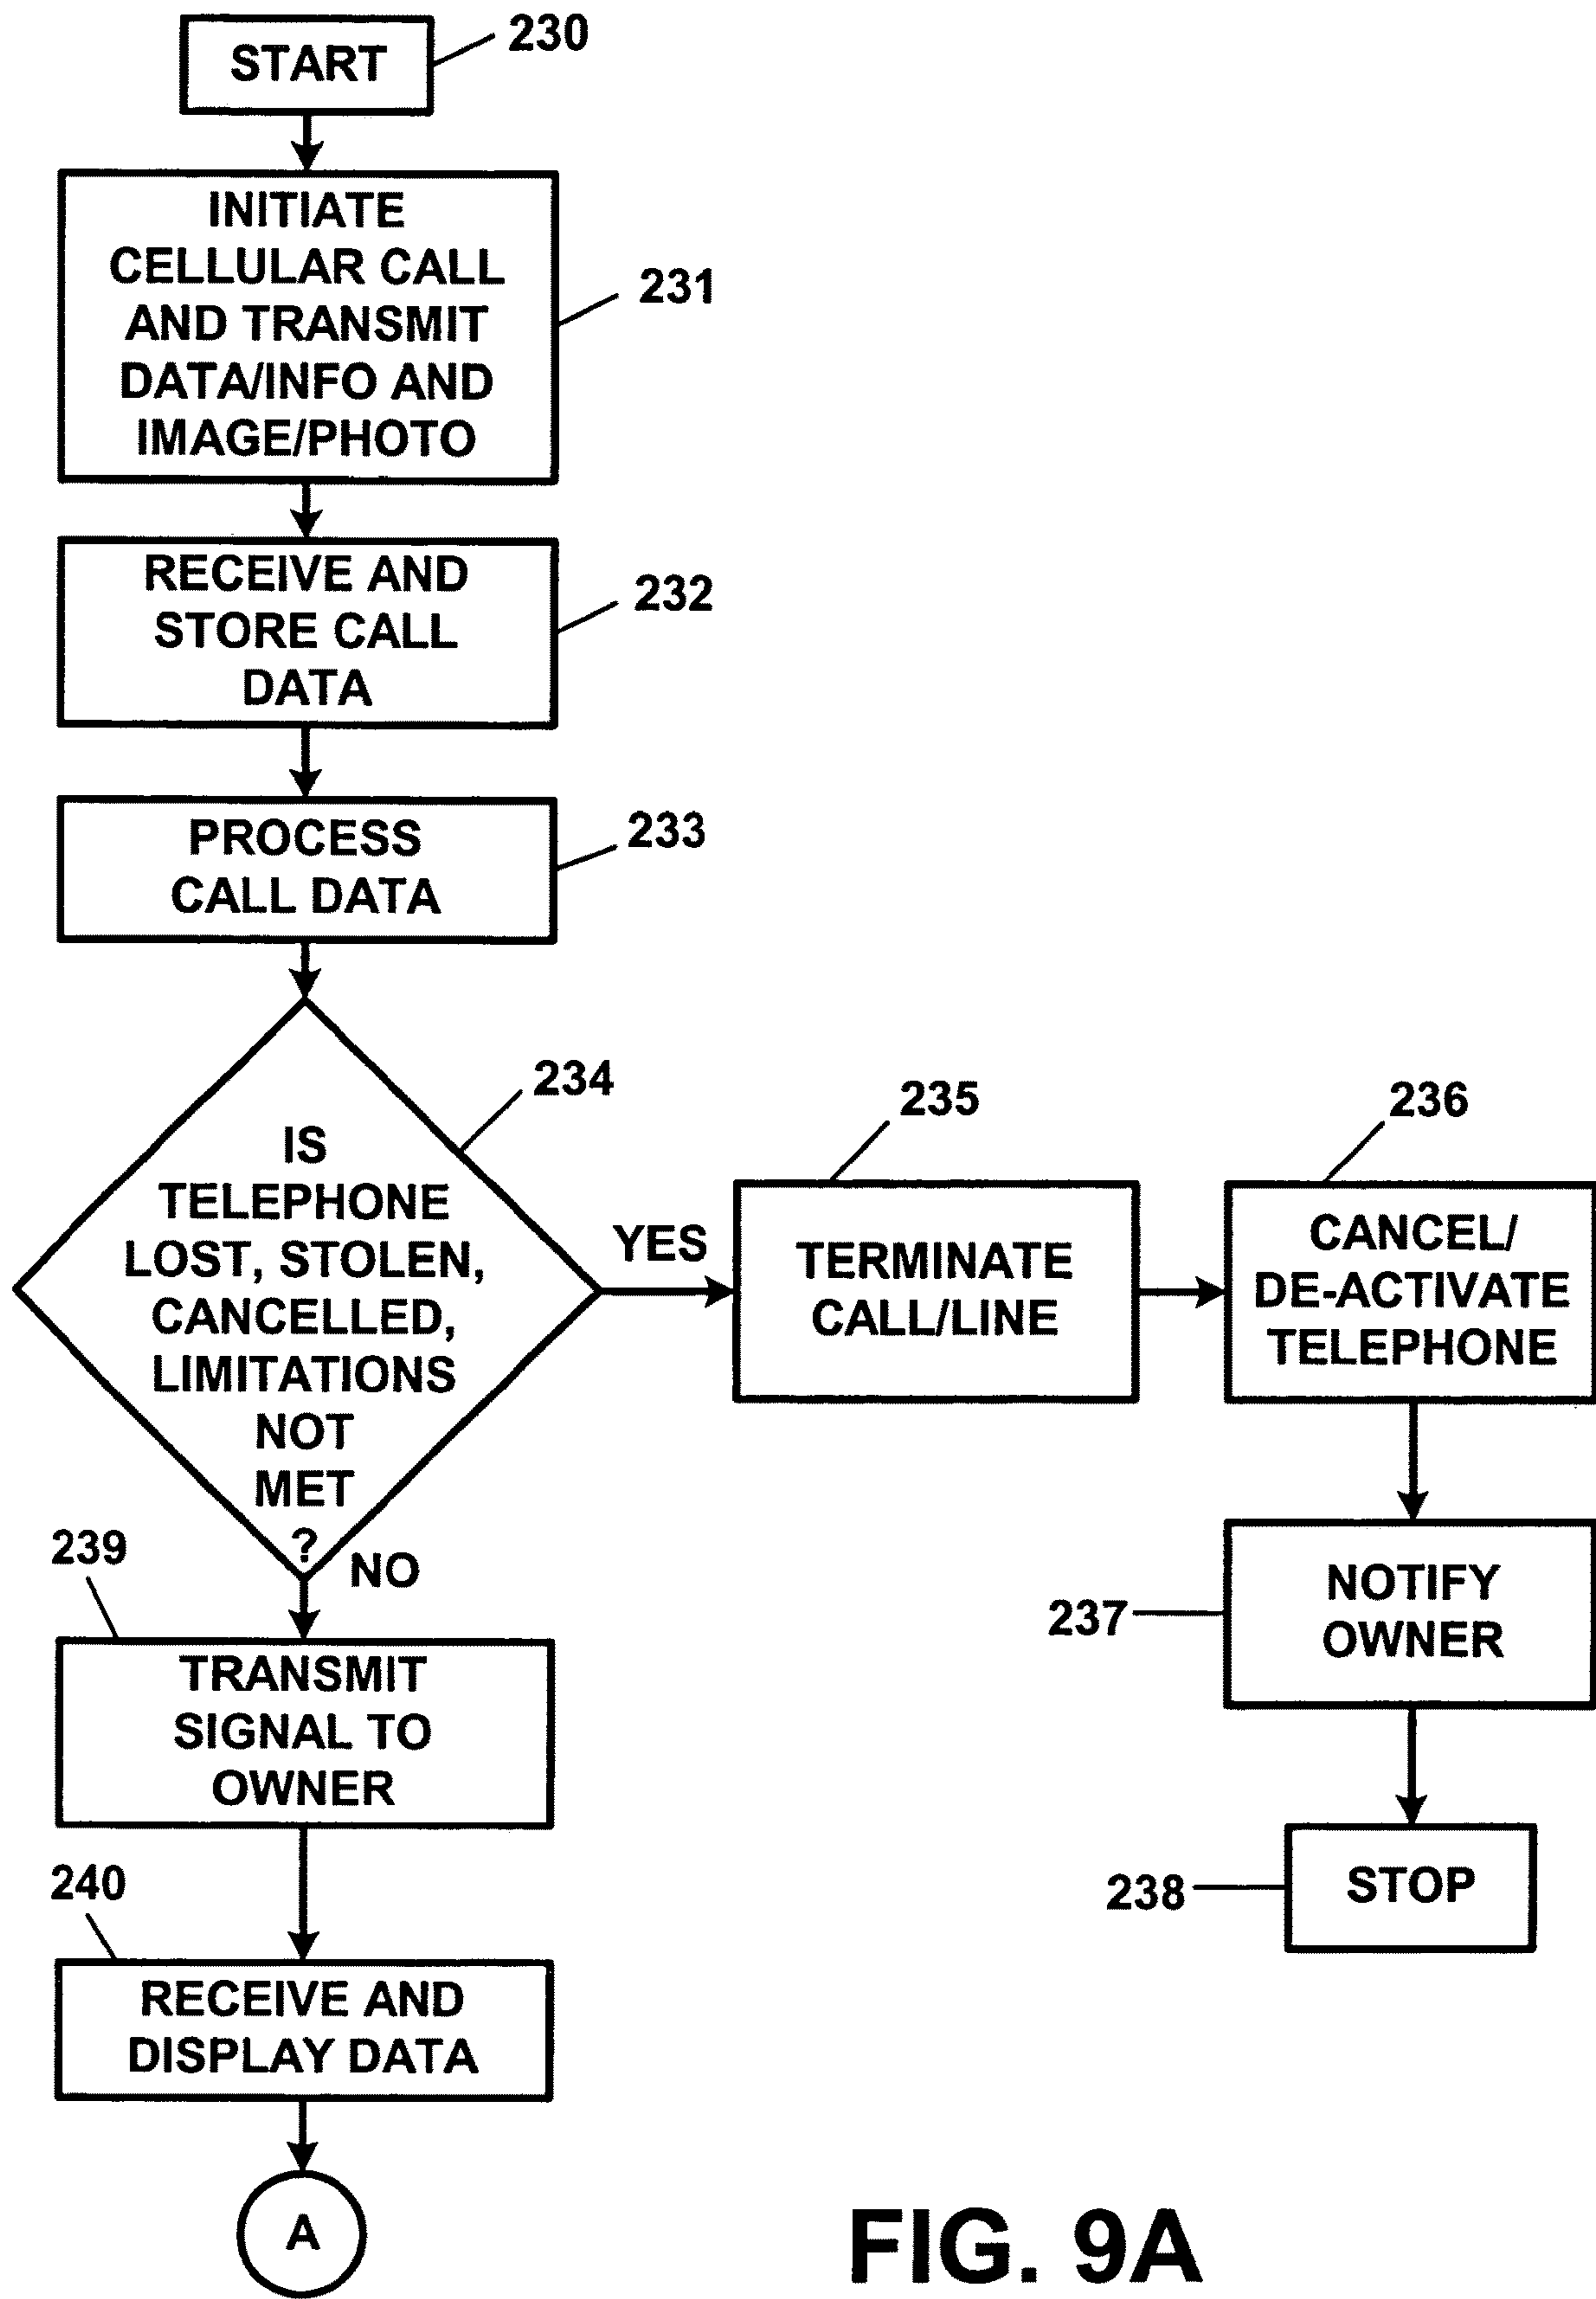 START
230
INITIATE
CELLULAR CALL
AND TRANSMIT
DATA/INFO AND
IMAGE/PHOTO
231
RECEIVE AND
STORE CALL
DATA
232
PROCESS
CALL DATA
233
234
IS
TELEPHONE
LOST, STOLEN,
CANCELLED,
LIMITATIONS
NOT
MET
?
YES
235
TERMINATE
CALL/LINE
236
CANCEL/
DE-ACTIVATE
TELEPHONE
237
NOTIFY
OWNER
238
STOP
NO
239
TRANSMIT
SIGNAL TO
OWNER
240
RECEIVE AND
DISPLAY DATA
A
FIG. 9A